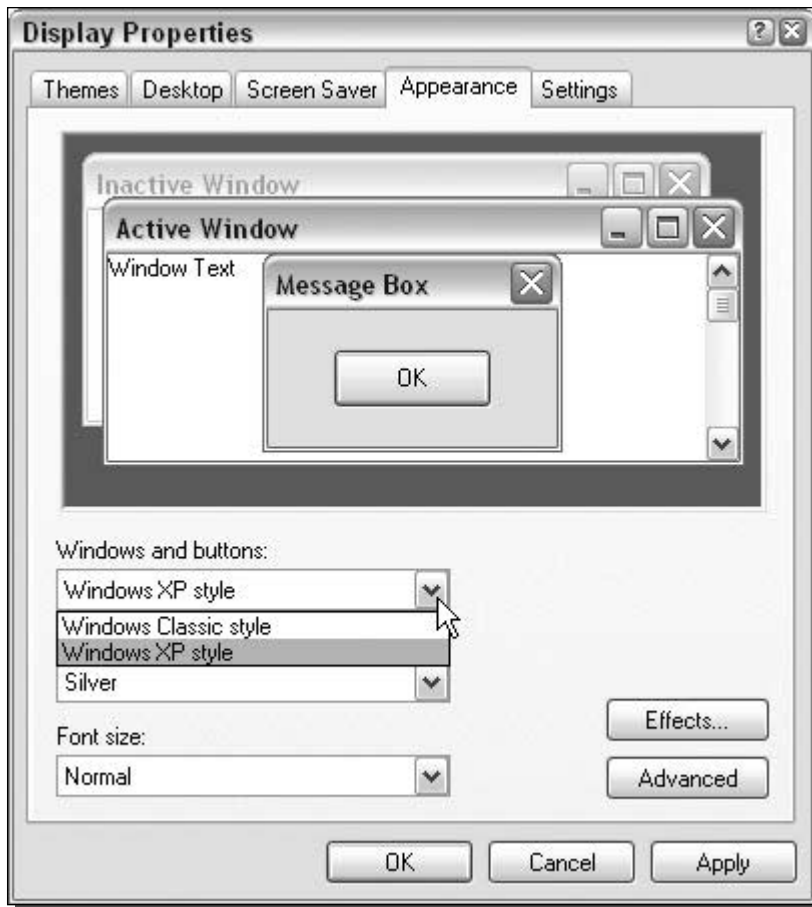 Display Properties
Themes Desktop Screen Saver Appearance Settings
Inactive Window
Active Window
Window Text
Message Box
OK
Windows and buttons:
Windows XP style
Windows Classic style
Windows XP style
Silver
Effects...
Font size:
Normal
Advanced
OK Cancel Apply